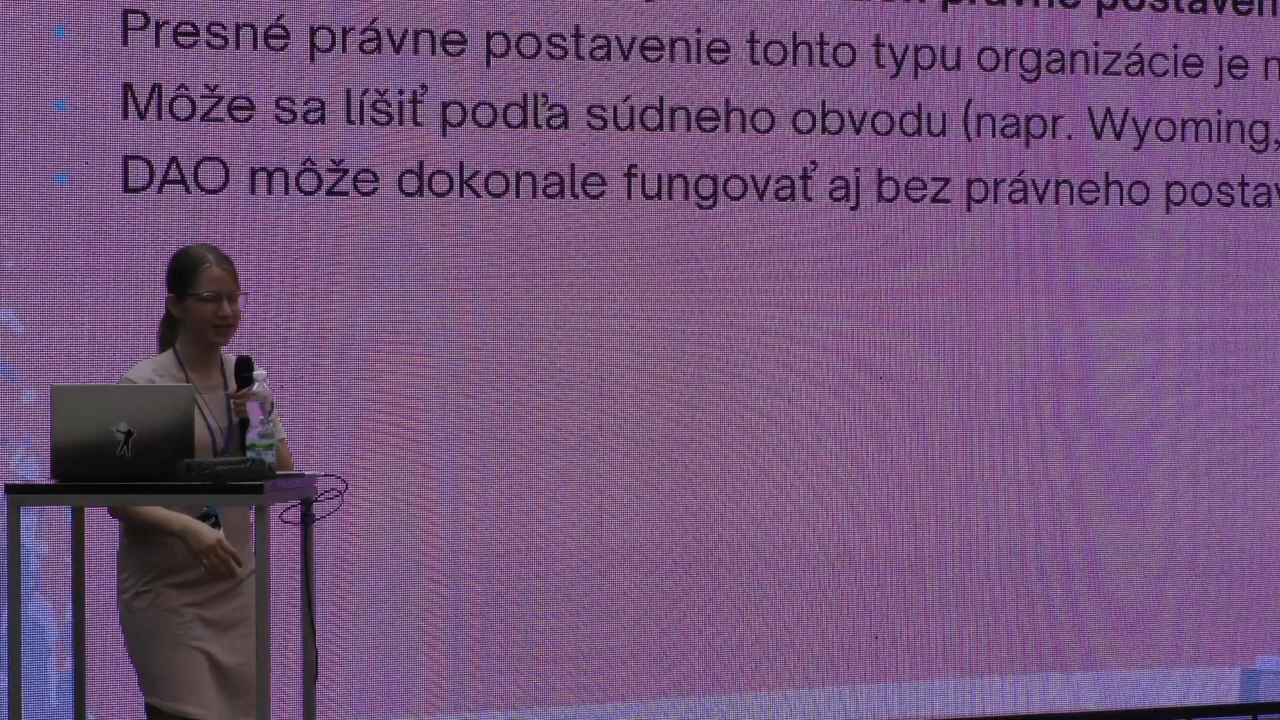 právne
Presné právne postavenie tohto typu organizácie je
Môže sa líšiť podľa súdneho obvodu (napr. Wyoming,
DAO môže dokonale fungovať aj bez právneho